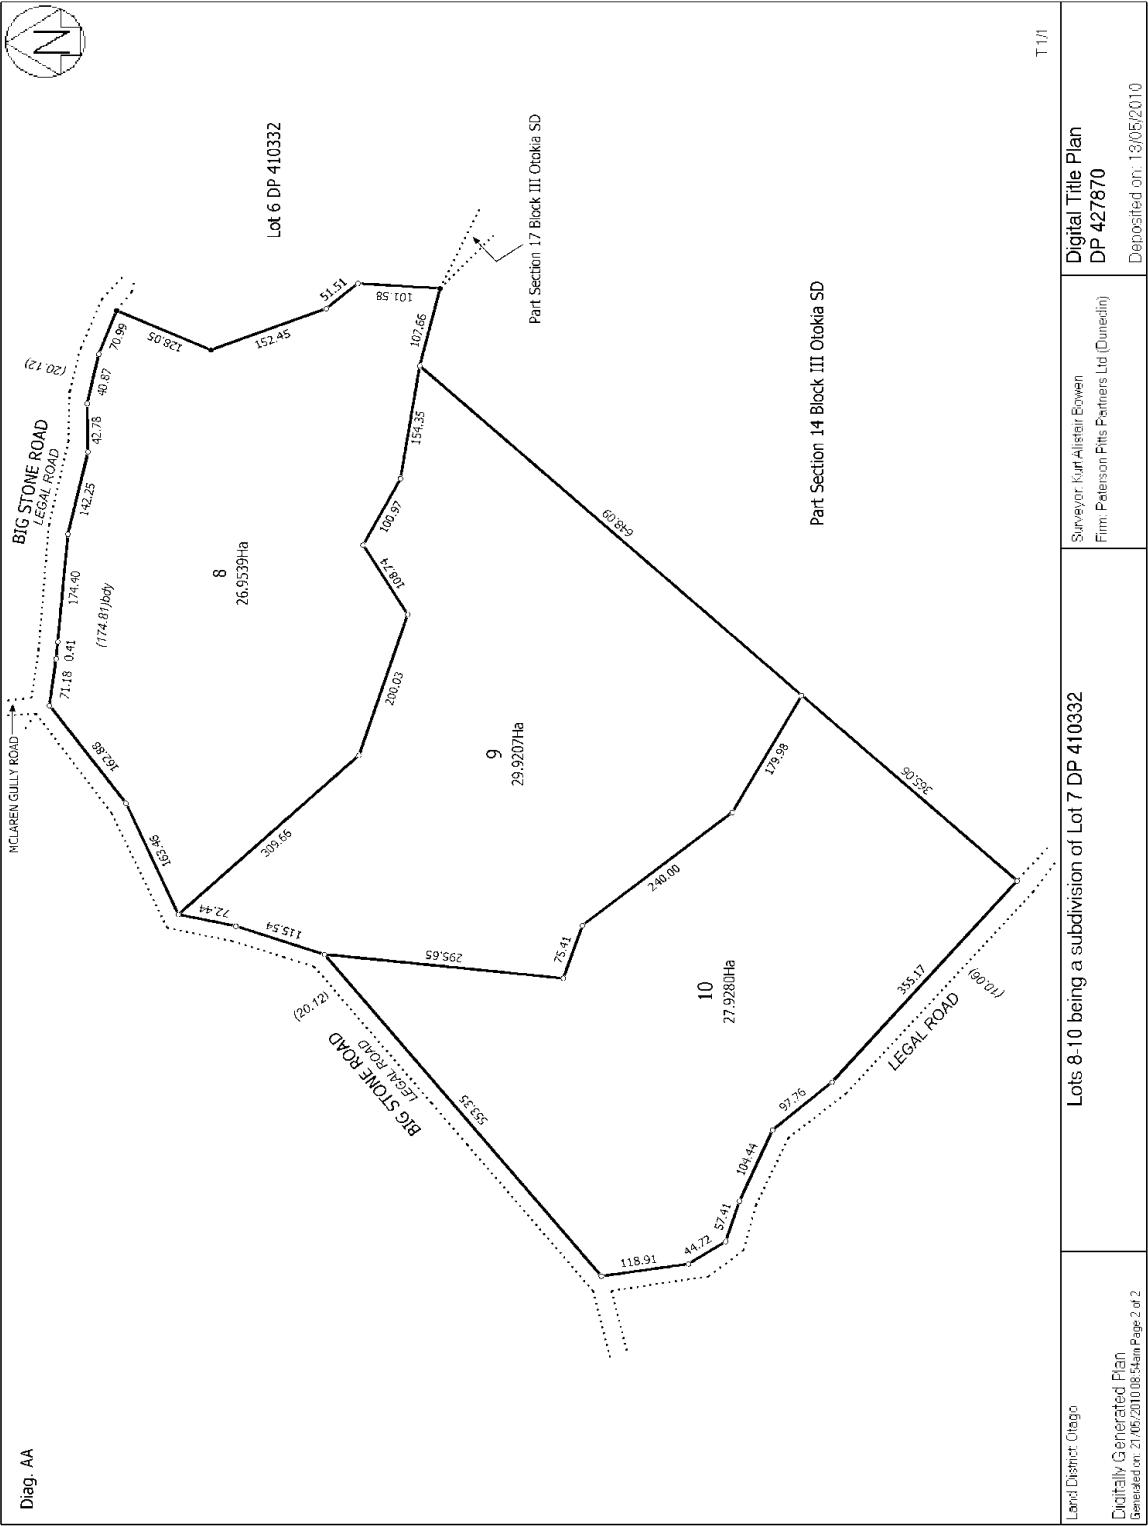 Diag. AA
MCLAREN GULLY ROAD
BIG STONE ROAD
LEGAL ROAD
(20.12)
N
71.18
0.41
174.40
(174.81)bdy
142.25
42.78
40.87
70.99
128.05
152.45
51.51
101.58
107.66
Lot 6 DP 410332
Part Section 17 Block III Otokia SD
162.88
163.46
8
26.9539Ha
309.66
200.03
108.74
100.97
154.35
72.44
115.54
9
29.9207Ha
648.09
Part Section 14 Block III Otokia SD
(20.12)
BIG STONE ROAD
LEGAL ROAD
295.65
75.41
240.00
179.98
553.35
10
27.9280Ha
365.06
118.91
44.72
57.41
104.44
97.76
355.17
LEGAL ROAD
(10.06)
T 1/1
Land District: Otago
Digitally Generated Plan
Generated on: 21/05/2010 08:54am Page 2 of 2
Lots 8-10 being a subdivision of Lot 7 DP 410332
Surveyor: Kurt Alistair Bowen
Firm: Paterson Pitts Partners Ltd (Dunedin)
Digital Title Plan
DP 427870
Deposited on: 13/05/2010